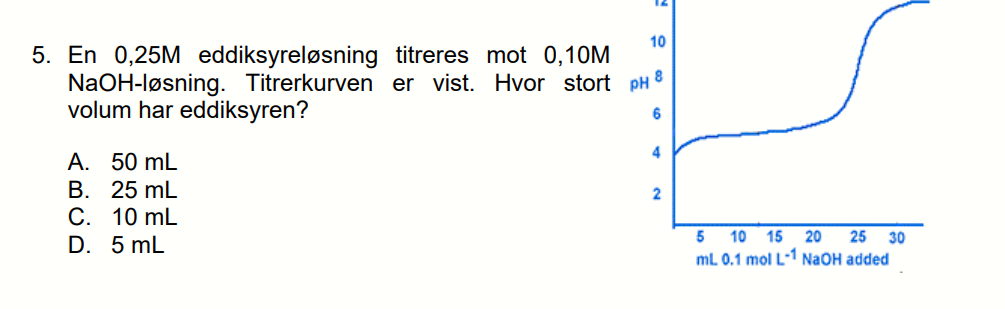 5. En 0,25M eddiksyreløsning titreres mot 0,10M
NaOH-løsning. Titrerkurven er vist. Hvor stort
volum har eddiksyren?
A. 50 mL
B. 25 mL
C. 10 mL
D. 5 mL
12
10
pH 8
6
4
2
5 10 15 20 25 30
mL 0.1 mol L-1 NaOH added